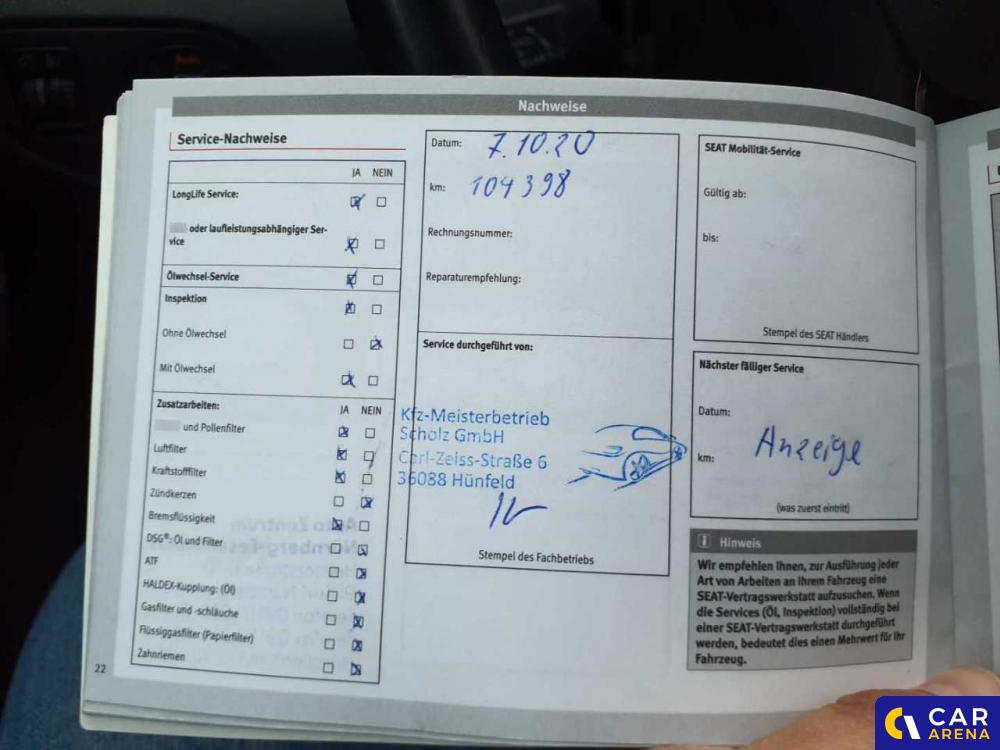 Nachweise
Service-Nachweise
JA NEIN
LongLife Service:
oder laufleistungsabhängiger Ser-
vice
Ölwechsel-Service
Inspektion
Ohne Ölwechsel
Mit Ölwechsel
Zusatzarbeiten: JA NEIN
und Pollenfilter
Luftfilter
Kraftstofffilter
Zündkerzen
Bremsflüssigkeit
DSG®: Öl und Filter
ATF
HALDEX-Kupplung: (Öl)
Gasfilter und -schläuche
Flüssiggasfilter (Papierfilter)
Zahnriemen
22
Datum: 7.10.20
km: 104398
Rechnungsnummer:
Reparaturempfehlung:
Service durchgeführt von:
Kfz-Meisterbetrieb
Scholz GmbH
Carl-Zeiss-Straße 6
36088 Hünfeld
Stempel des Fachbetriebs
SEAT Mobilität-Service
Gültig ab:
bis:
Stempel des SEAT Händlers
Nächster fälliger Service
Datum:
Anzeige
km:
(was zuerst eintritt)
i Hinweis
Wir empfehlen Ihnen, zur Ausführung jeder
Art von Arbeiten an Ihrem Fahrzeug eine
SEAT-Vertragswerkstatt aufzusuchen. Wenn
die Services (Öl, Inspektion) vollständig bei
einer SEAT-Vertragswerkstatt durchgeführt
werden, bedeutet dies einen Mehrwert für Ihr
Fahrzeug.
CAR
ARENA